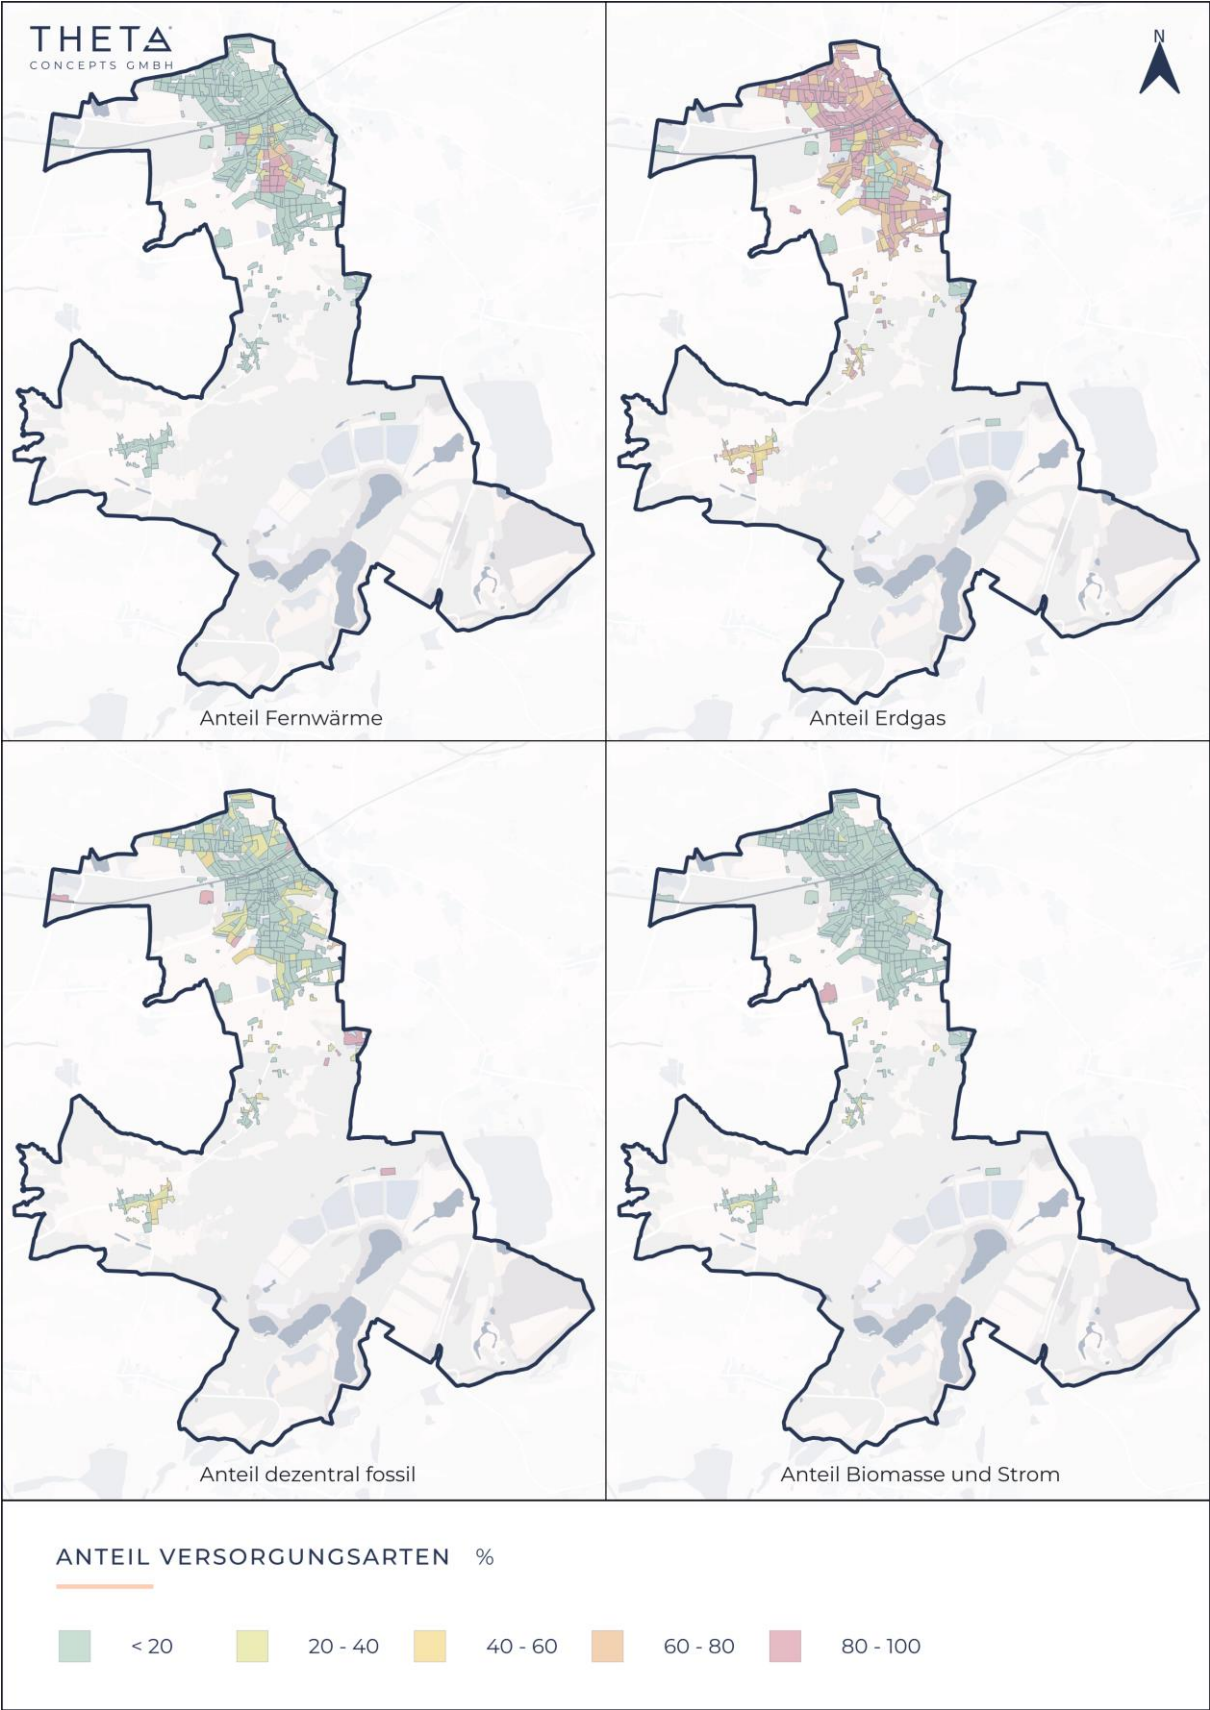 THETA
CONCEPTS GMBH
N
Anteil Fernwärme
Anteil Erdgas
Anteil dezentral fossil
Anteil Biomasse und Strom
ANTEIL VERSORGUNGSARTEN %
< 20
20 - 40
40 - 60
60 - 80
80 - 100